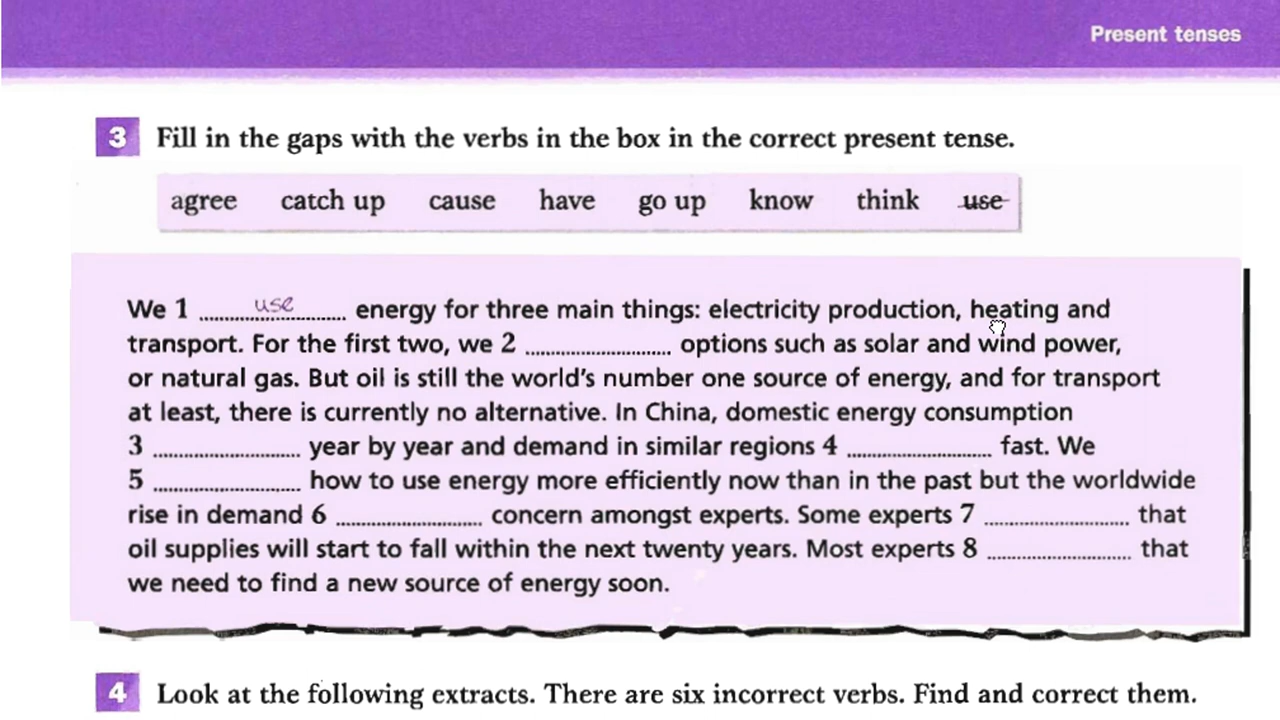 Present tenses
3 Fill in the gaps with the verbs in the box in the correct present tense.
agree catch up cause have go up know think use
We 1 ........use........ energy for three main things: electricity production, heating and
transport. For the first two, we 2 ........................ options such as solar and wind power,
or natural gas. But oil is still the world's number one source of energy, and for transport
at least, there is currently no alternative. In China, domestic energy consumption
3 ........................ year by year and demand in similar regions 4 ........................ fast. We
5 ........................ how to use energy more efficiently now than in the past but the worldwide
rise in demand 6 ........................ concern amongst experts. Some experts 7 ........................ that
oil supplies will start to fall within the next twenty years. Most experts 8 ........................ that
we need to find a new source of energy soon.
4 Look at the following extracts. There are six incorrect verbs. Find and correct them.